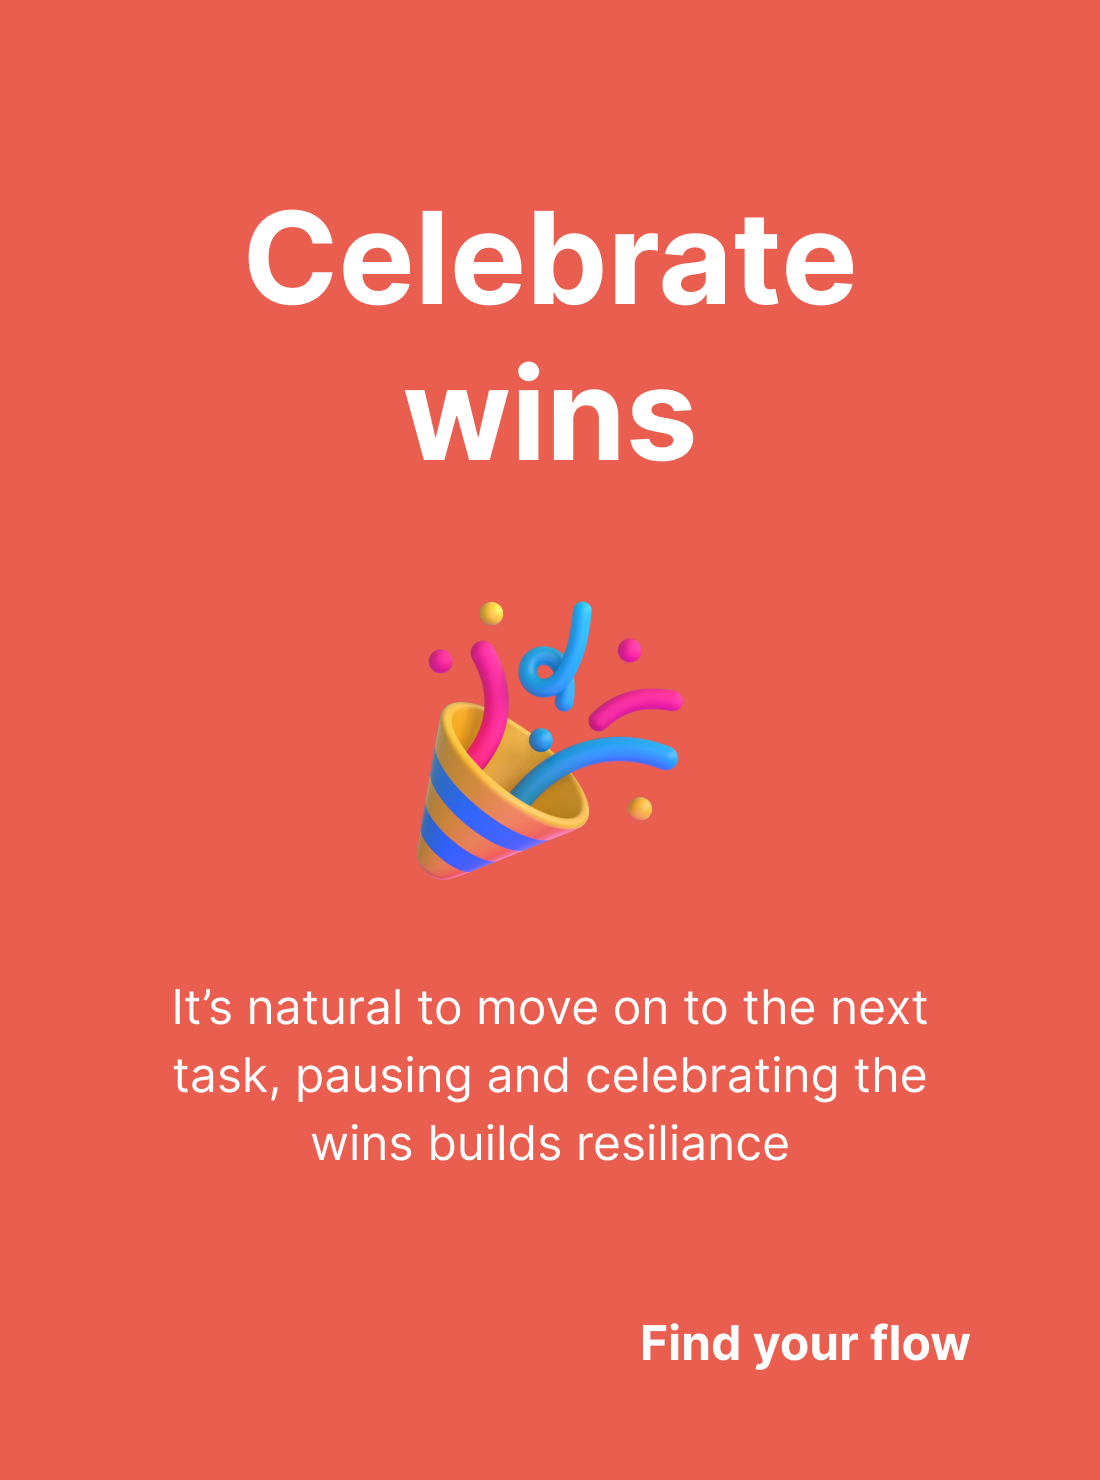 Celebrate
wins
It’s natural to move on to the next
task, pausing and celebrating the
wins builds resiliance
Find your flow